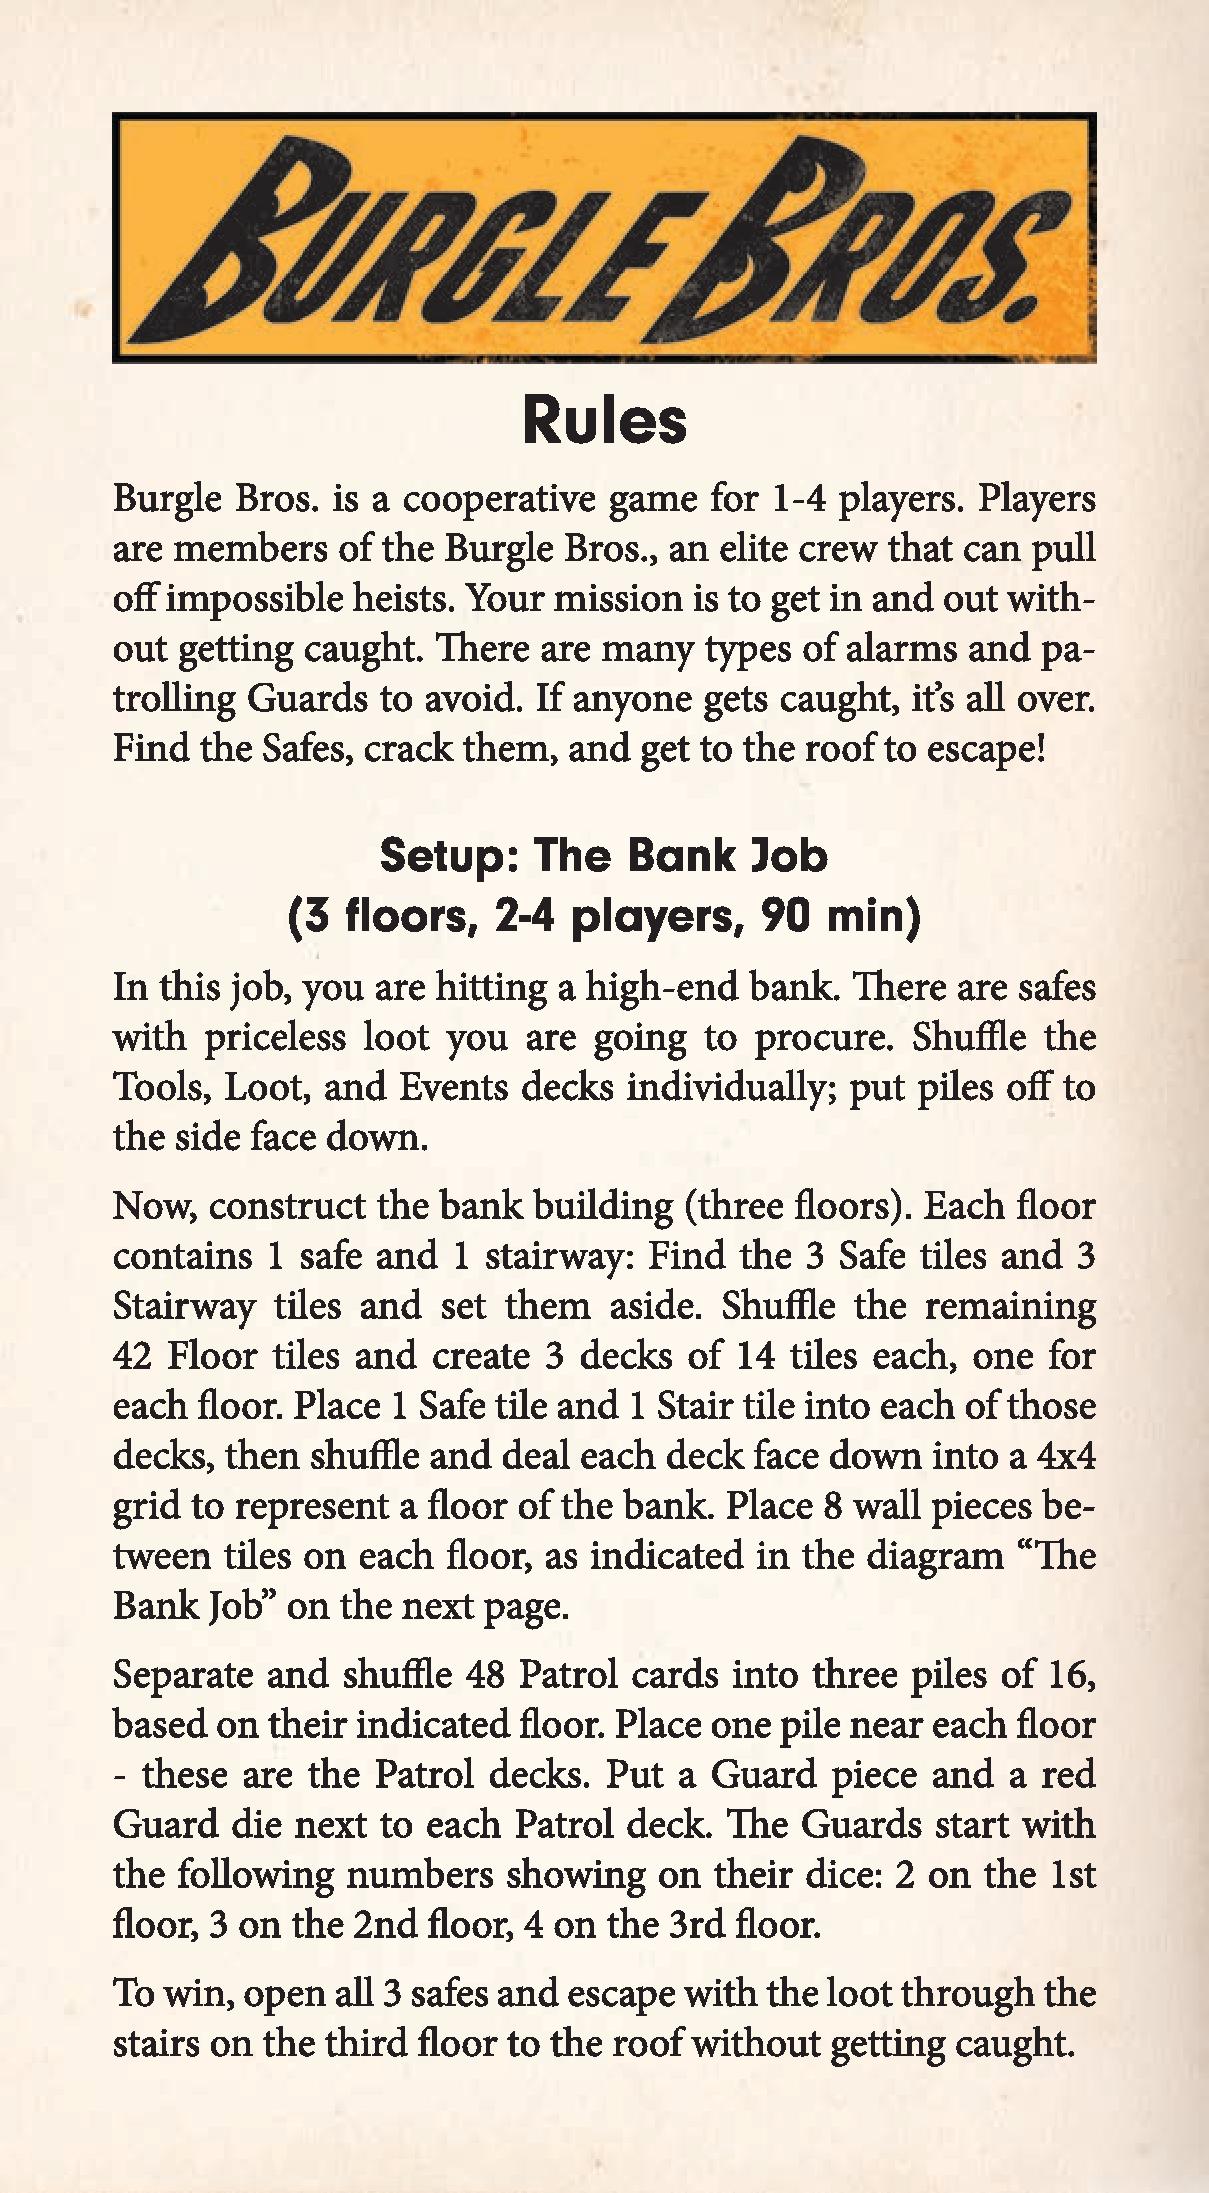 BURGLE BROS.
Rules
Burgle Bros. is a cooperative game for 1-4 players. Players
are members of the Burgle Bros., an elite crew that can pull
off impossible heists. Your mission is to get in and out with-
out getting caught. There are many types of alarms and pa-
trolling Guards to avoid. If anyone gets caught, it's all over.
Find the Safes, crack them, and get to the roof to escape!
Setup: The Bank Job
(3 floors, 2-4 players, 90 min)
In this job, you are hitting a high-end bank. There are safes
with priceless loot you are going to procure. Shuffle the
Tools, Loot, and Events decks individually; put piles off to
the side face down.
Now, construct the bank building (three floors). Each floor
contains 1 safe and 1 stairway: Find the 3 Safe tiles and 3
Stairway tiles and set them aside. Shuffle the remaining
42 Floor tiles and create 3 decks of 14 tiles each, one for
each floor. Place 1 Safe tile and 1 Stair tile into each of those
decks, then shuffle and deal each deck face down into a 4x4
grid to represent a floor of the bank. Place 8 wall pieces be-
tween tiles on each floor, as indicated in the diagram “The
Bank Job” on the next page.
Separate and shuffle 48 Patrol cards into three piles of 16,
based on their indicated floor. Place one pile near each floor
- these are the Patrol decks. Put a Guard piece and a red
Guard die next to each Patrol deck. The Guards start with
the following numbers showing on their dice: 2 on the 1st
floor, 3 on the 2nd floor, 4 on the 3rd floor.
To win, open all 3 safes and escape with the loot through the
stairs on the third floor to the roof without getting caught.